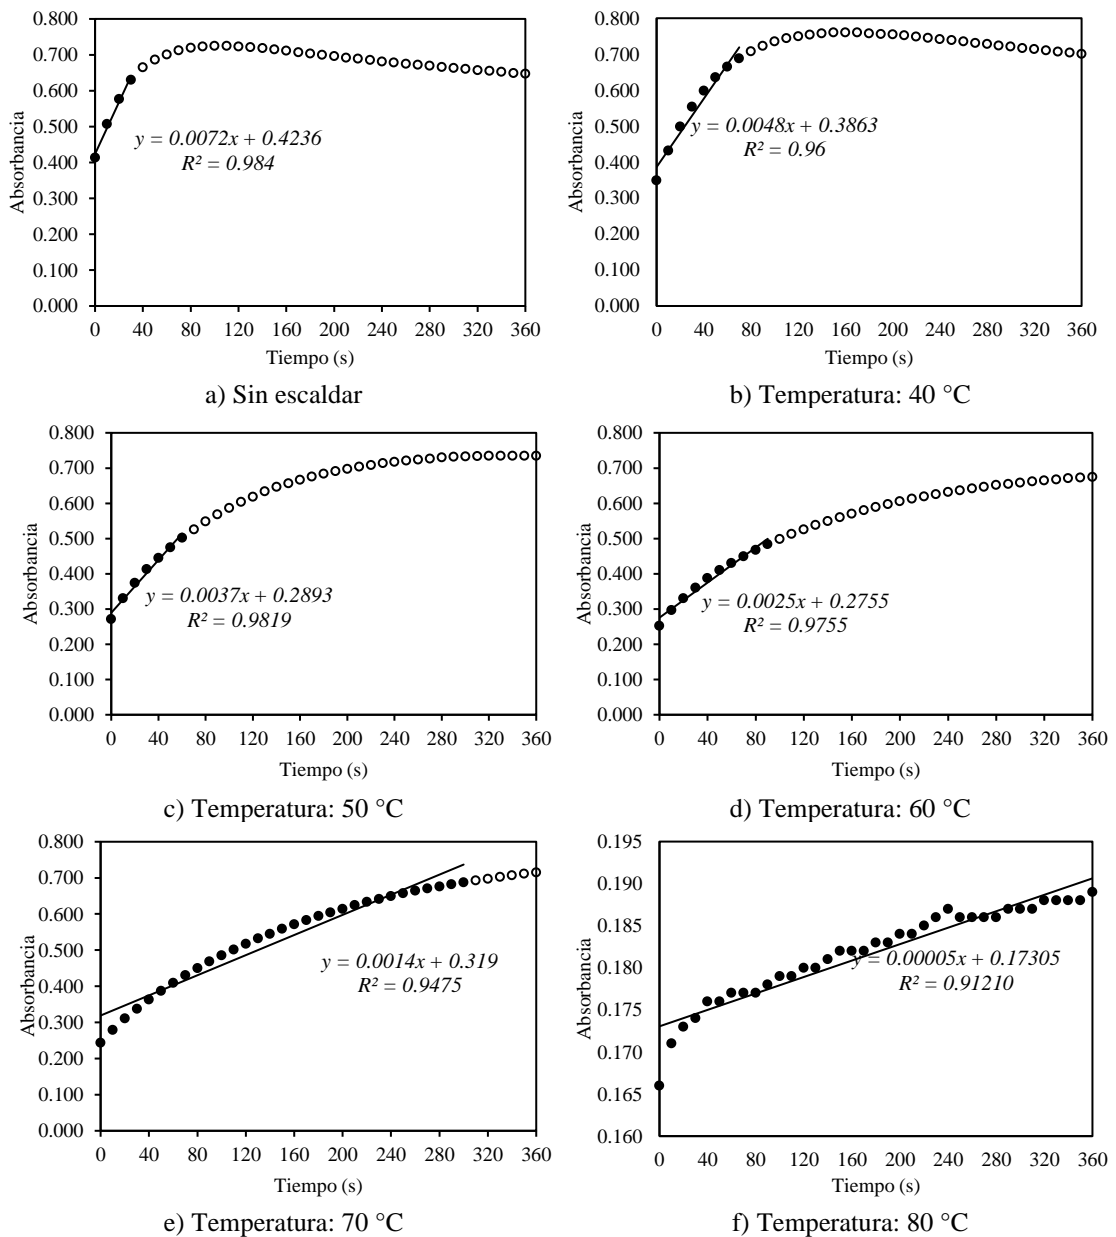 0.800
0.700
0.600
0.500
0.400
0.300
0.200
0.100
0.000
Absorbancia
y = 0.0072x + 0.4236
R² = 0.984
0 40 80 120 160 200 240 280 320 360
Tiempo (s)
a) Sin escaldar
0.800
0.700
0.600
0.500
0.400
0.300
0.200
0.100
0.000
Absorbancia
y = 0.0048x + 0.3863
R² = 0.96
0 40 80 120 160 200 240 280 320 360
Tiempo (s)
b) Temperatura: 40 °C
0.800
0.700
0.600
0.500
0.400
0.300
0.200
0.100
0.000
Absorbancia
y = 0.0037x + 0.2893
R² = 0.9819
0 40 80 120 160 200 240 280 320 360
Tiempo (s)
c) Temperatura: 50 °C
0.800
0.700
0.600
0.500
0.400
0.300
0.200
0.100
0.000
Absorbancia
y = 0.0025x + 0.2755
R² = 0.9755
0 40 80 120 160 200 240 280 320 360
Tiempo (s)
d) Temperatura: 60 °C
0.800
0.700
0.600
0.500
0.400
0.300
0.200
0.100
0.000
Absorbancia
y = 0.0014x + 0.319
R² = 0.9475
0 40 80 120 160 200 240 280 320 360
Tiempo (s)
e) Temperatura: 70 °C
0.195
0.190
0.185
0.180
0.175
0.170
0.165
0.160
Absorbancia
y = 0.00005x + 0.17305
R² = 0.91210
0 40 80 120 160 200 240 280 320 360
Tiempo (s)
f) Temperatura: 80 °C